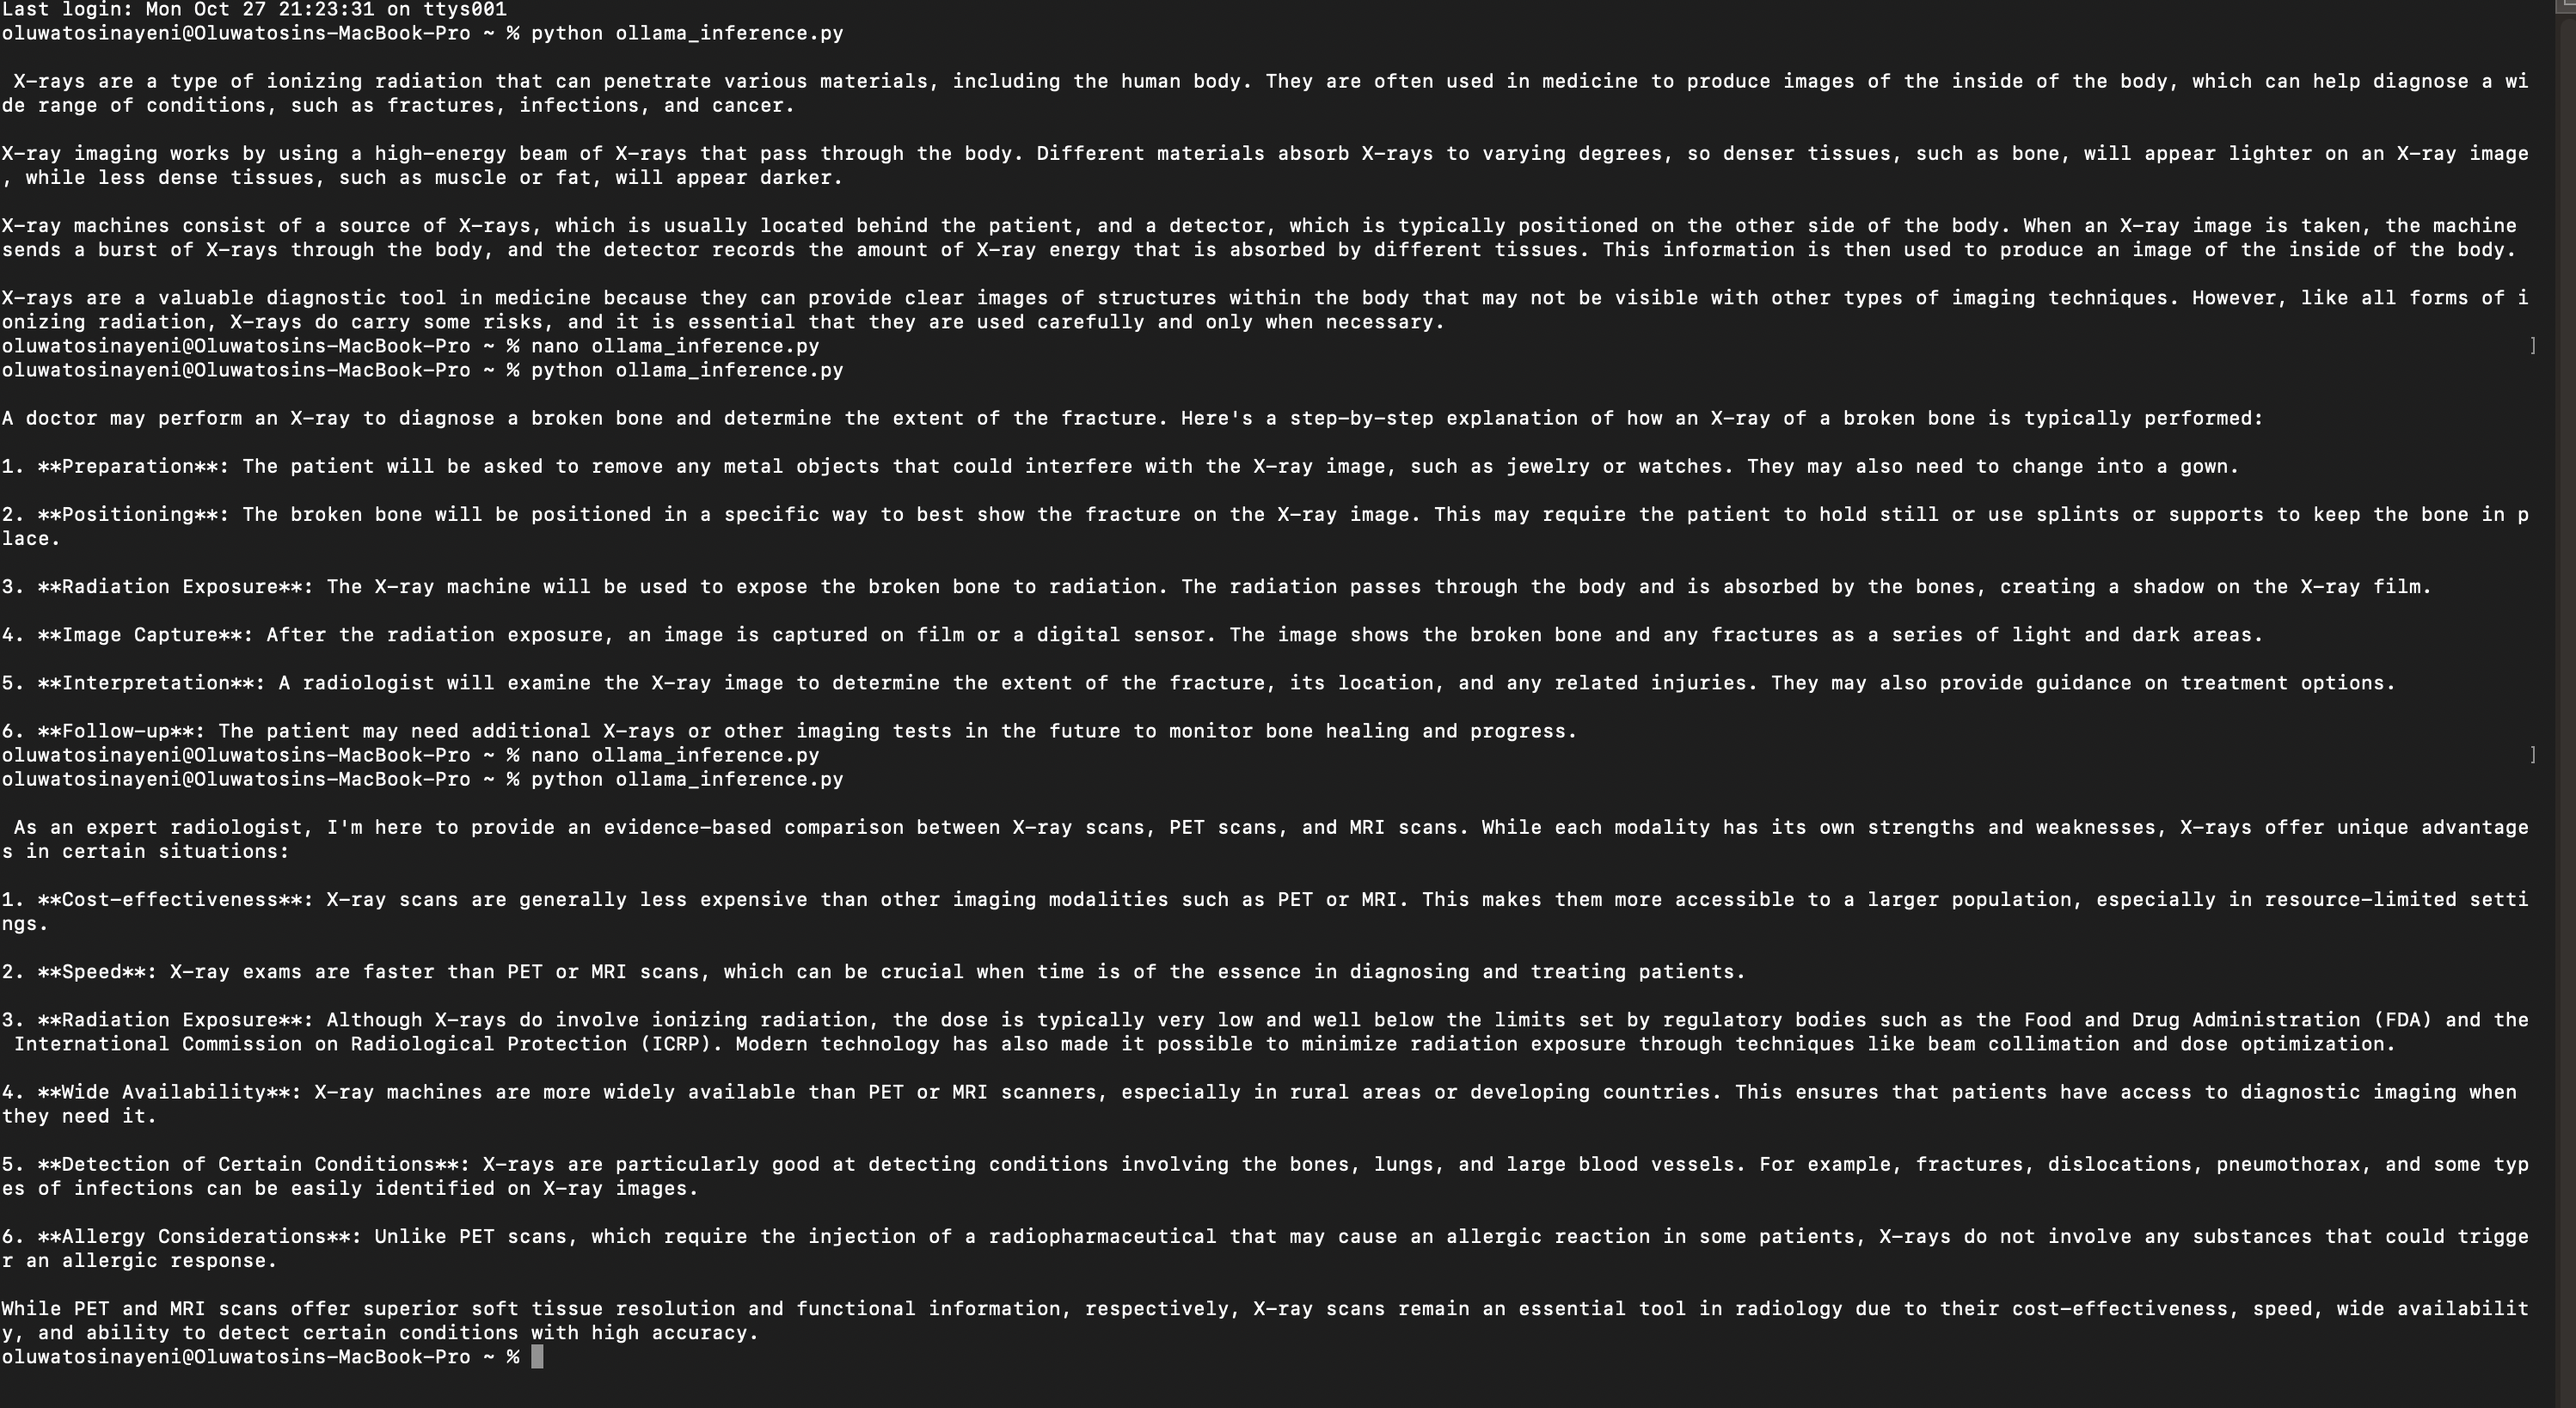 Last login: Mon Oct 27 21:23:31 on ttys001
oluwatosinayeni@Oluwatosins-MacBook-Pro ~ % python ollama_inference.py
 X-rays are a type of ionizing radiation that can penetrate various materials, including the human body. They are often used in medicine to produce images of the inside of the body, which can help diagnose a wi
de range of conditions, such as fractures, infections, and cancer.
X-ray imaging works by using a high-energy beam of X-rays that pass through the body. Different materials absorb X-rays to varying degrees, so denser tissues, such as bone, will appear lighter on an X-ray image
, while less dense tissues, such as muscle or fat, will appear darker.
X-ray machines consist of a source of X-rays, which is usually located behind the patient, and a detector, which is typically positioned on the other side of the body. When an X-ray image is taken, the machine
sends a burst of X-rays through the body, and the detector records the amount of X-ray energy that is absorbed by different tissues. This information is then used to produce an image of the inside of the body.
X-rays are a valuable diagnostic tool in medicine because they can provide clear images of structures within the body that may not be visible with other types of imaging techniques. However, like all forms of i
onizing radiation, X-rays do carry some risks, and it is essential that they are used carefully and only when necessary.
oluwatosinayeni@Oluwatosins-MacBook-Pro ~ % nano ollama_inference.py ]
oluwatosinayeni@Oluwatosins-MacBook-Pro ~ % python ollama_inference.py
A doctor may perform an X-ray to diagnose a broken bone and determine the extent of the fracture. Here's a step-by-step explanation of how an X-ray of a broken bone is typically performed:
1. **Preparation**: The patient will be asked to remove any metal objects that could interfere with the X-ray image, such as jewelry or watches. They may also need to change into a gown.
2. **Positioning**: The broken bone will be positioned in a specific way to best show the fracture on the X-ray image. This may require the patient to hold still or use splints or supports to keep the bone in p
lace.
3. **Radiation Exposure**: The X-ray machine will be used to expose the broken bone to radiation. The radiation passes through the body and is absorbed by the bones, creating a shadow on the X-ray film.
4. **Image Capture**: After the radiation exposure, an image is captured on film or a digital sensor. The image shows the broken bone and any fractures as a series of light and dark areas.
5. **Interpretation**: A radiologist will examine the X-ray image to determine the extent of the fracture, its location, and any related injuries. They may also provide guidance on treatment options.
6. **Follow-up**: The patient may need additional X-rays or other imaging tests in the future to monitor bone healing and progress.
oluwatosinayeni@Oluwatosins-MacBook-Pro ~ % nano ollama_inference.py ]
oluwatosinayeni@Oluwatosins-MacBook-Pro ~ % python ollama_inference.py
 As an expert radiologist, I'm here to provide an evidence-based comparison between X-ray scans, PET scans, and MRI scans. While each modality has its own strengths and weaknesses, X-rays offer unique advantage
s in certain situations:
1. **Cost-effectiveness**: X-ray scans are generally less expensive than other imaging modalities such as PET or MRI. This makes them more accessible to a larger population, especially in resource-limited setti
ngs.
2. **Speed**: X-ray exams are faster than PET or MRI scans, which can be crucial when time is of the essence in diagnosing and treating patients.
3. **Radiation Exposure**: Although X-rays do involve ionizing radiation, the dose is typically very low and well below the limits set by regulatory bodies such as the Food and Drug Administration (FDA) and the
 International Commission on Radiological Protection (ICRP). Modern technology has also made it possible to minimize radiation exposure through techniques like beam collimation and dose optimization.
4. **Wide Availability**: X-ray machines are more widely available than PET or MRI scanners, especially in rural areas or developing countries. This ensures that patients have access to diagnostic imaging when
they need it.
5. **Detection of Certain Conditions**: X-rays are particularly good at detecting conditions involving the bones, lungs, and large blood vessels. For example, fractures, dislocations, pneumothorax, and some typ
es of infections can be easily identified on X-ray images.
6. **Allergy Considerations**: Unlike PET scans, which require the injection of a radiopharmaceutical that may cause an allergic reaction in some patients, X-rays do not involve any substances that could trigge
r an allergic response.
While PET and MRI scans offer superior soft tissue resolution and functional information, respectively, X-ray scans remain an essential tool in radiology due to their cost-effectiveness, speed, wide availabilit
y, and ability to detect certain conditions with high accuracy.
oluwatosinayeni@Oluwatosins-MacBook-Pro ~ %